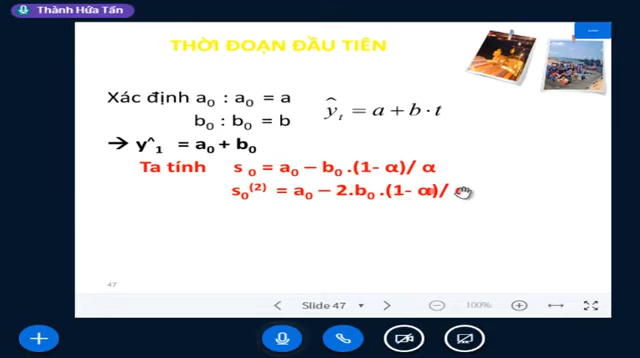 Thành Hứa Tấn
THỜI ĐOẠN ĐẦU TIÊN
Xác định a₀ : a₀ = a
ŷₜ = a + b · t
b₀ : b₀ = b
→ y^₁ = a₀ + b₀
Ta tính s ₀ = a₀ – b₀ .(1- α)/ α
s₀⁽²⁾ = a₀ – 2.b₀ .(1- α)/
47
Slide 47
100%